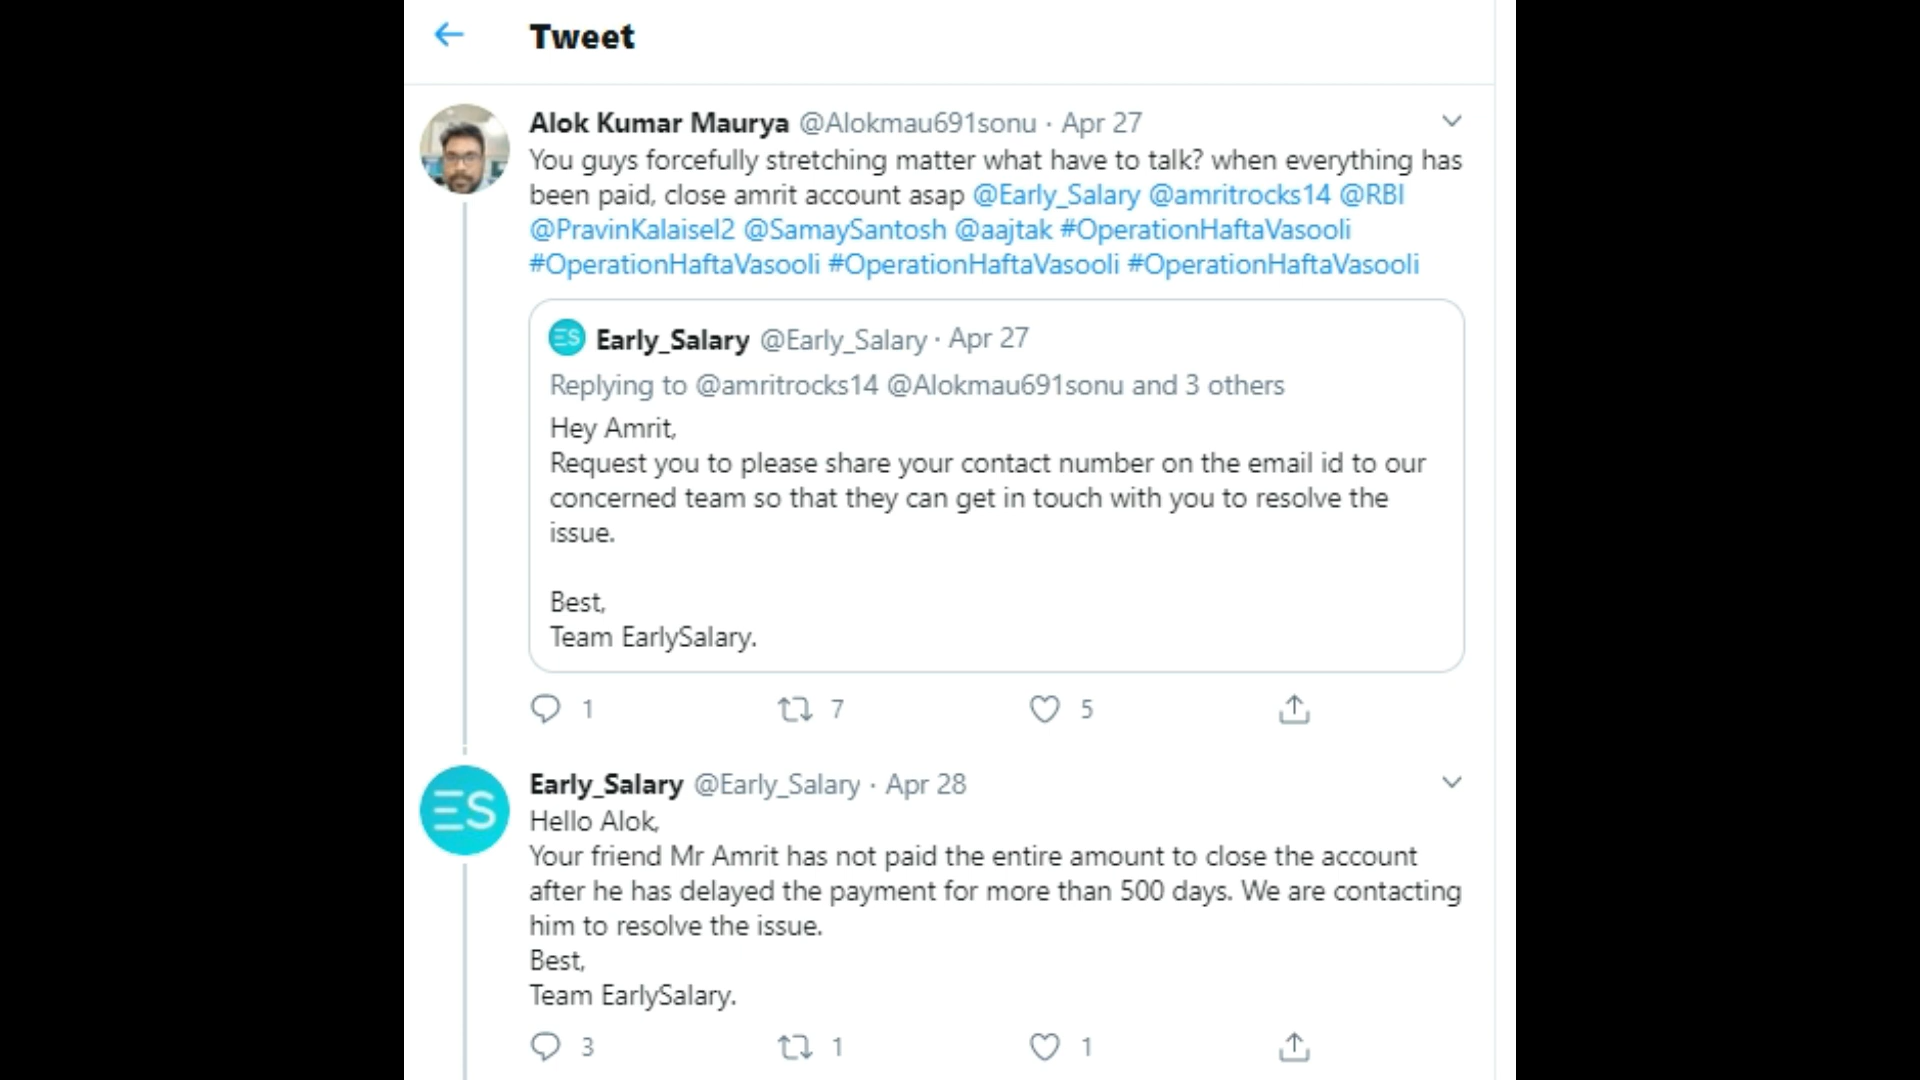 Tweet
Alok Kumar Maurya @Alokmau691sonu · Apr 27
You guys forcefully stretching matter what have to talk? when everything has
been paid, close amrit account asap @Early_Salary @amritrocks14 @RBI
@PravinKalaisel2 @SamaySantosh @aajtak #OperationHaftaVasooli
#OperationHaftaVasooli #OperationHaftaVasooli #OperationHaftaVasooli
ES Early_Salary @Early_Salary · Apr 27
Replying to @amritrocks14 @Alokmau691sonu and 3 others
Hey Amrit,
Request you to please share your contact number on the email id to our
concerned team so that they can get in touch with you to resolve the
issue.
Best,
Team EarlySalary.
1 7 5
ES Early_Salary @Early_Salary · Apr 28
Hello Alok,
Your friend Mr Amrit has not paid the entire amount to close the account
after he has delayed the payment for more than 500 days. We are contacting
him to resolve the issue.
Best,
Team EarlySalary.
3 1 1